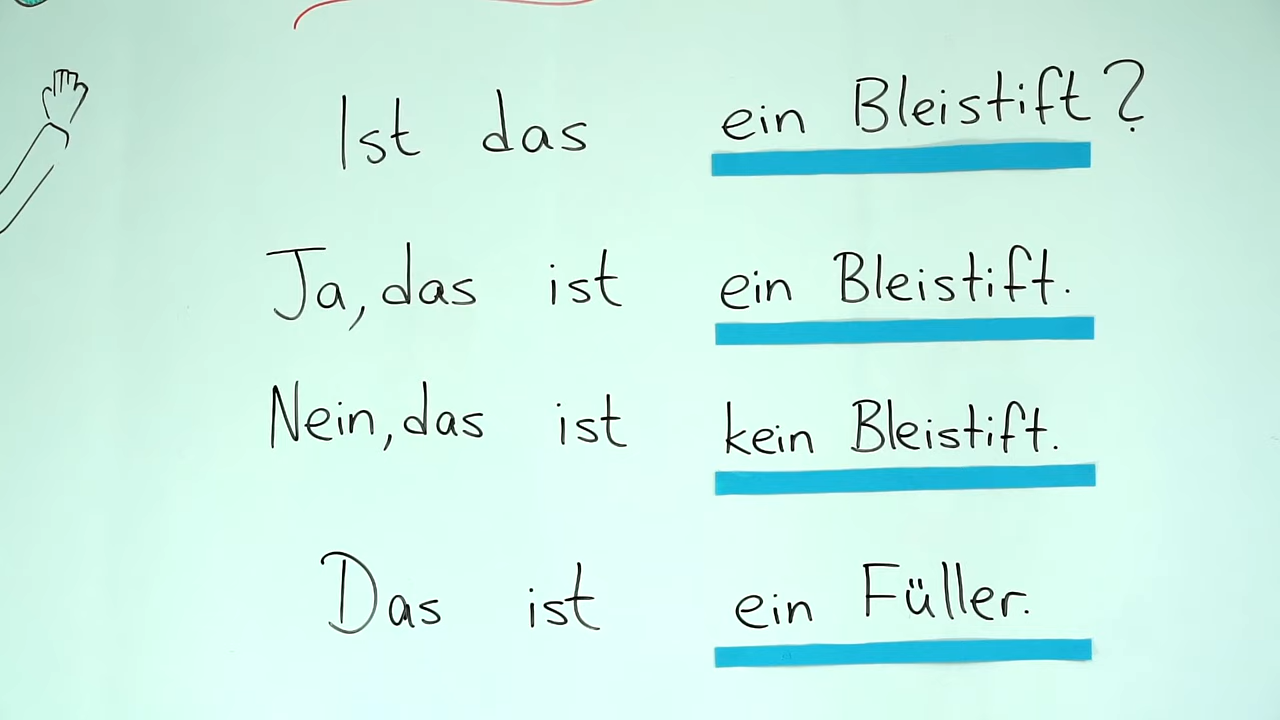 Ist das ein Bleistift?
Ja, das ist ein Bleistift.
Nein, das ist kein Bleistift.
Das ist ein Füller.